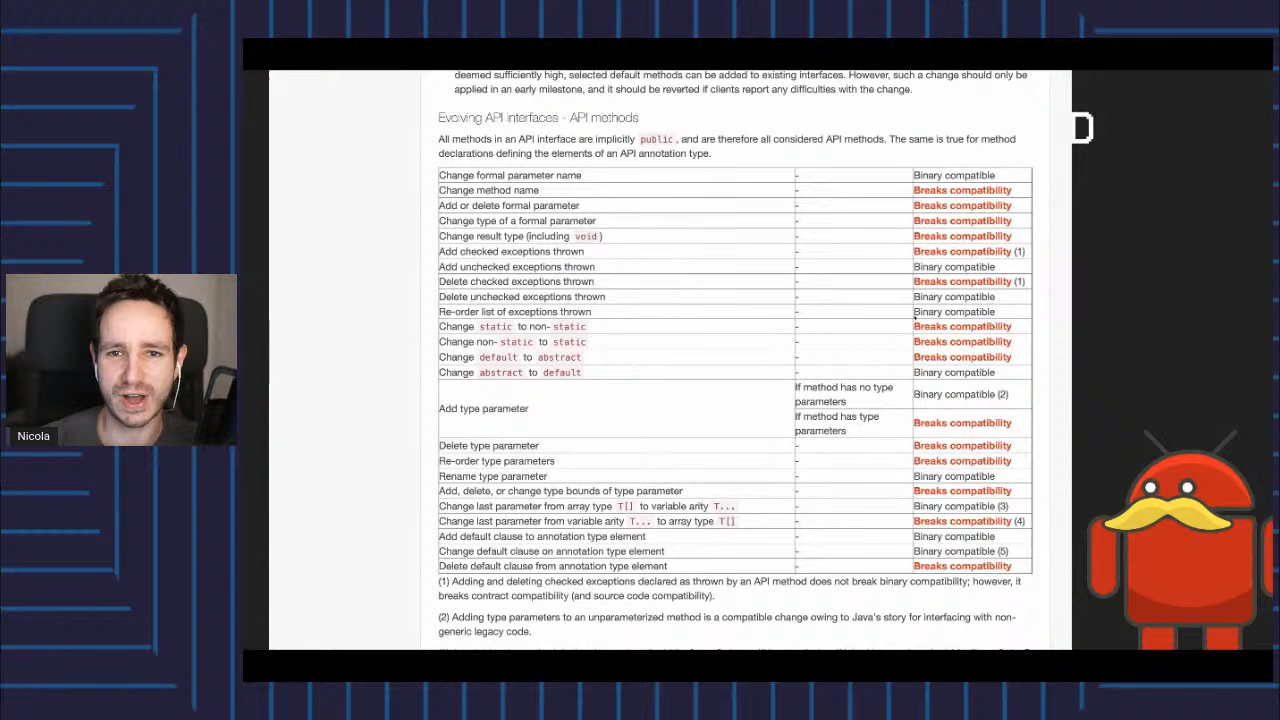 deemed sufficiently high, selected default methods can be added to existing interfaces. However, such a change should only be
applied in an early milestone, and it should be reverted if clients report any difficulties with the change.
Evolving API interfaces - API methods
All methods in an API interface are implicitly public, and are therefore all considered API methods. The same is true for method
declarations defining the elements of an API annotation type.
Change formal parameter name - Binary compatible
Change method name - Breaks compatibility
Add or delete formal parameter - Breaks compatibility
Change type of a formal parameter - Breaks compatibility
Change result type (including void) - Breaks compatibility
Add checked exceptions thrown - Breaks compatibility (1)
Add unchecked exceptions thrown - Binary compatible
Delete checked exceptions thrown - Breaks compatibility (1)
Delete unchecked exceptions thrown - Binary compatible
Re-order list of exceptions thrown - Binary compatible
Change static to non-static - Breaks compatibility
Change non-static to static - Breaks compatibility
Change default to abstract - Breaks compatibility
Change abstract to default - Binary compatible
Add type parameter
If method has no type
parameters
Binary compatible (2)
If method has type
parameters
Breaks compatibility
Delete type parameter - Breaks compatibility
Re-order type parameters - Breaks compatibility
Rename type parameter - Binary compatible
Add, delete, or change type bounds of type parameter - Breaks compatibility
Change last parameter from array type T[] to variable arity T... - Binary compatible (3)
Change last parameter from variable arity T... to array type T[] - Breaks compatibility (4)
Add default clause to annotation type element - Binary compatible
Change default clause on annotation type element - Binary compatible (5)
Delete default clause from annotation type element - Breaks compatibility
(1) Adding and deleting checked exceptions declared as thrown by an API method does not break binary compatibility; however, it
breaks contract compatibility (and source code compatibility).
(2) Adding type parameters to an unparameterized method is a compatible change owing to Java's story for interfacing with non-
generic legacy code.
Nicola